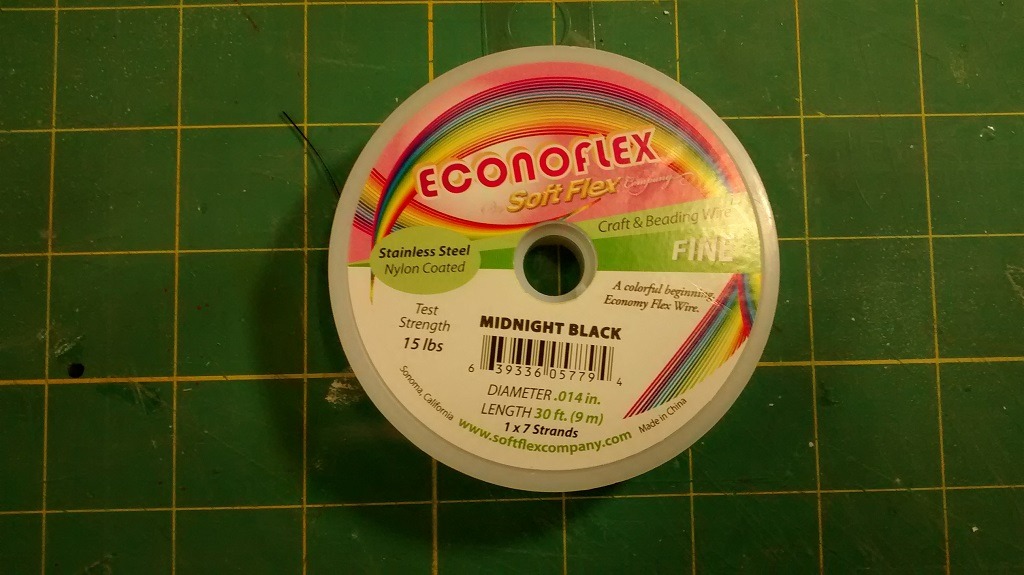 ECONOFLEX
Soft Flex Company
Craft & Beading Wire
FINE
Stainless Steel
Nylon Coated
A colorful beginning.
Economy Flex Wire.
Test
Strength
15 lbs
MIDNIGHT BLACK
6 39336 05779 4
DIAMETER .014 in.
LENGTH 30 ft. (9 m)
1 x 7 Strands
www.softflexcompany.com
Sonoma, California
Made in China